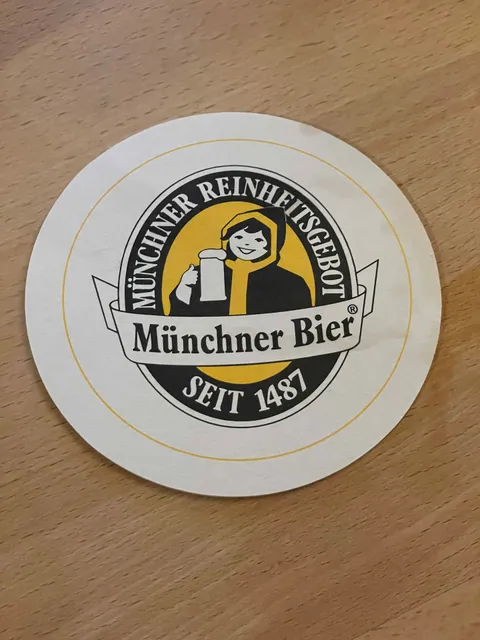 MÜNCHNER REINHEITSGEBOT
Münchner Bier®
SEIT 1487